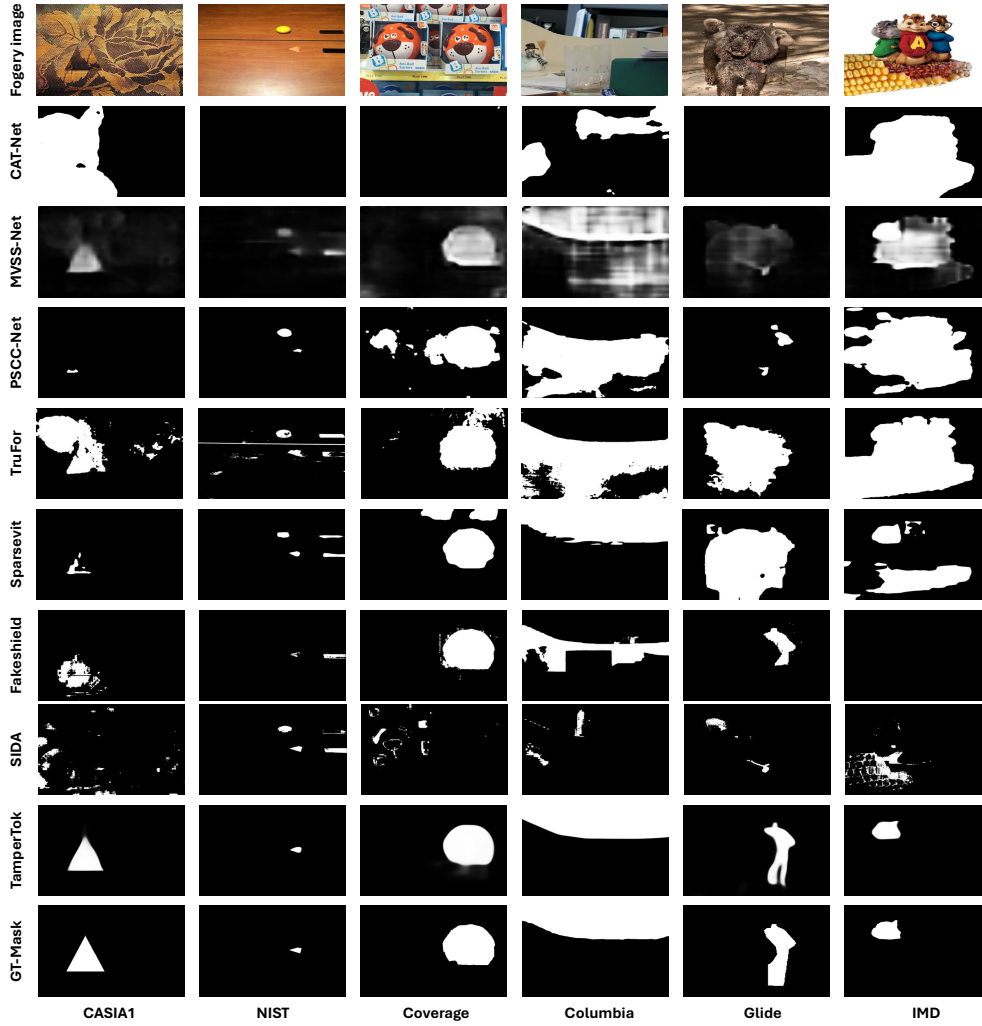 Fogery image
CAT-Net
MVSS-Net
PSCC-Net
TruFor
Sparsevit
Fakeshield
SIDA
TamperTok
GT-Mask
CASIA1
NIST
Coverage
Columbia
Glide
IMD